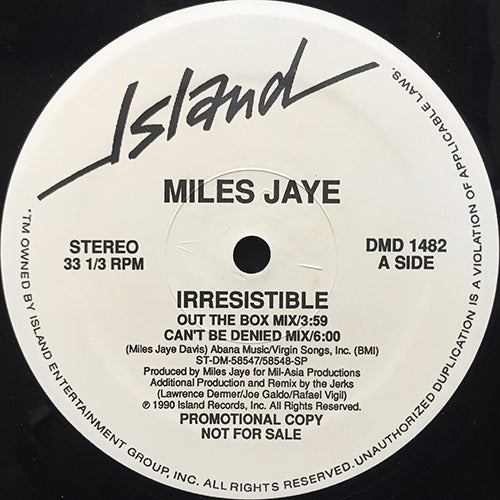 Island
MILES JAYE
STEREO
33 1/3 RPM
DMD 1482
A SIDE
IRRESISTIBLE
OUT THE BOX MIX/3:59
CAN'T BE DENIED MIX/6:00
(Miles Jaye Davis) Abana Music/Virgin Songs, Inc. (BMI)
ST-DM-58547/58548-SP
Produced by Miles Jaye for Mil-Asia Productions
Additional Production and Remix by the Jerks
(Lawrence Dermer/Joe Galdo/Rafael Vigil)
℗ 1990 Island Records, Inc. All Rights Reserved.
PROMOTIONAL COPY
NOT FOR SALE
"TM OWNED BY ISLAND ENTERTAINMENT GROUP, INC. ALL RIGHTS RESERVED. UNAUTHORIZED DUPLICATION IS A VIOLATION OF APPLICABLE LAWS.